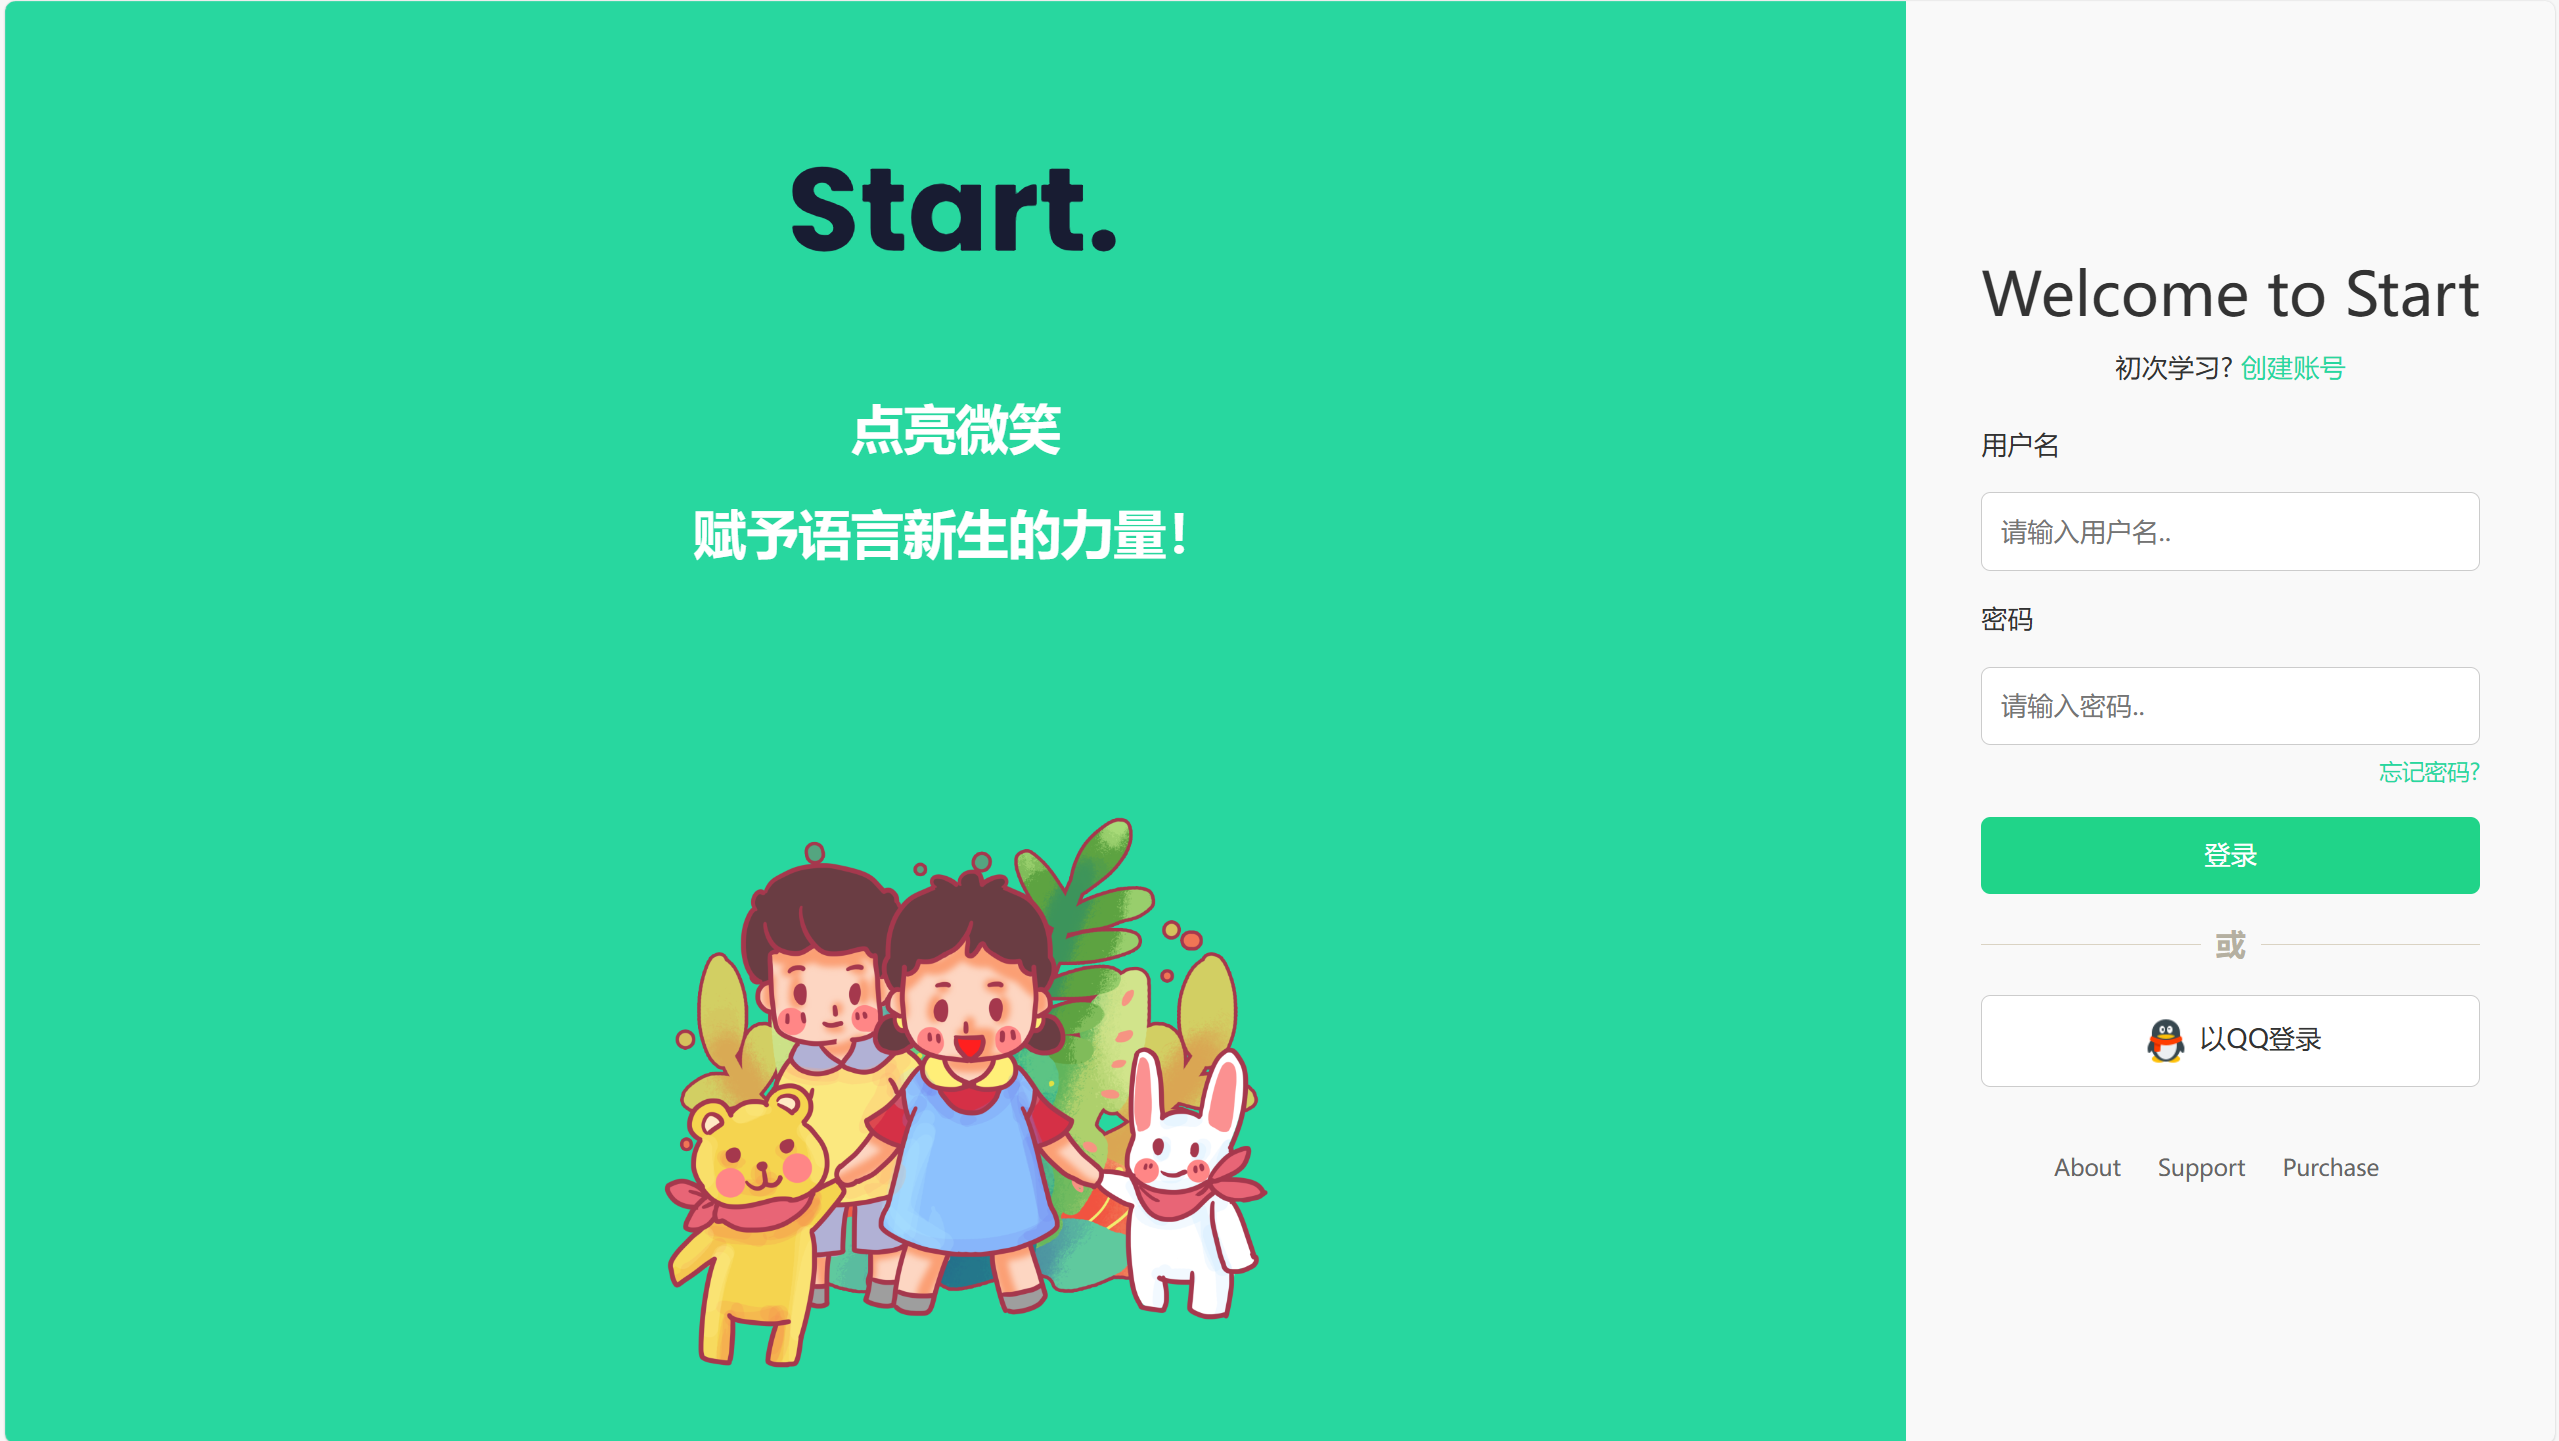 Start.
点亮微笑
赋予语言新生的力量！
Welcome to Start
初次学习? 创建账号
用户名
请输入用户名..
密码
请输入密码..
忘记密码?
登录
或
以QQ登录
About Support Purchase